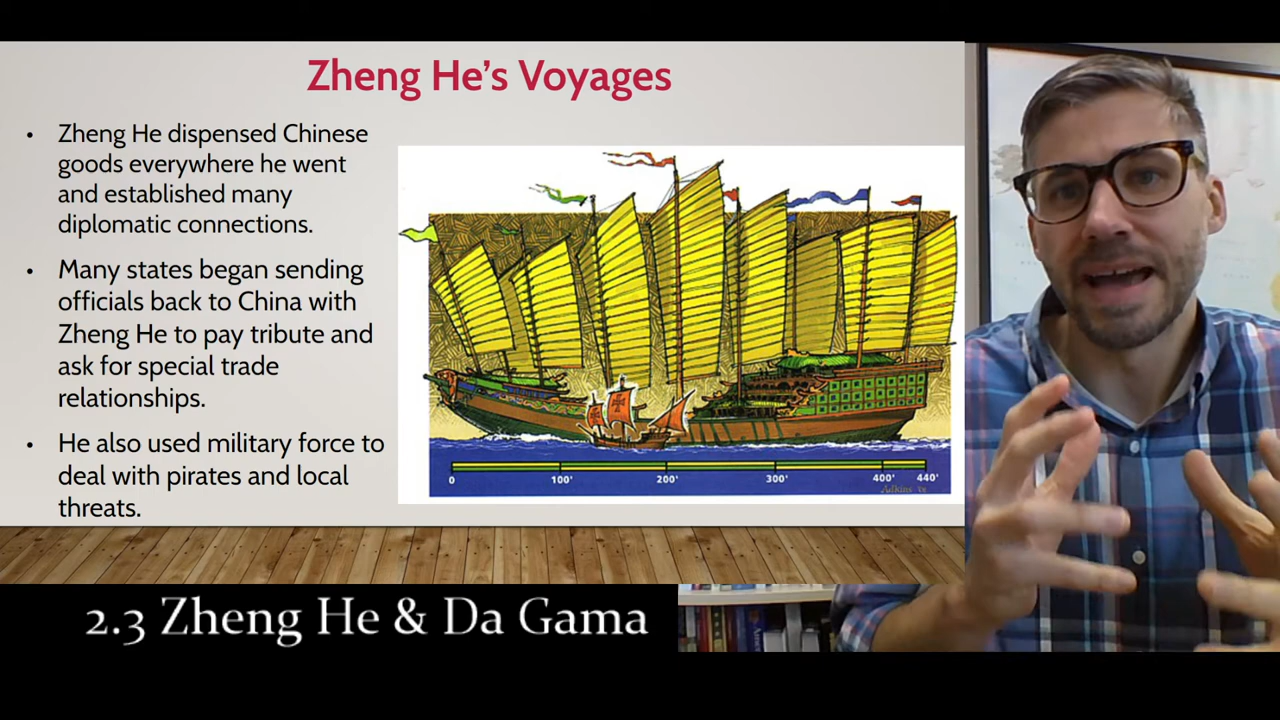 Zheng He's Voyages
• Zheng He dispensed Chinese
goods everywhere he went
and established many
diplomatic connections.
• Many states began sending
officials back to China with
Zheng He to pay tribute and
ask for special trade
relationships.
• He also used military force to
deal with pirates and local
threats.
0 100' 200' 300' 400' 440'
2.3 Zheng He & Da Gama